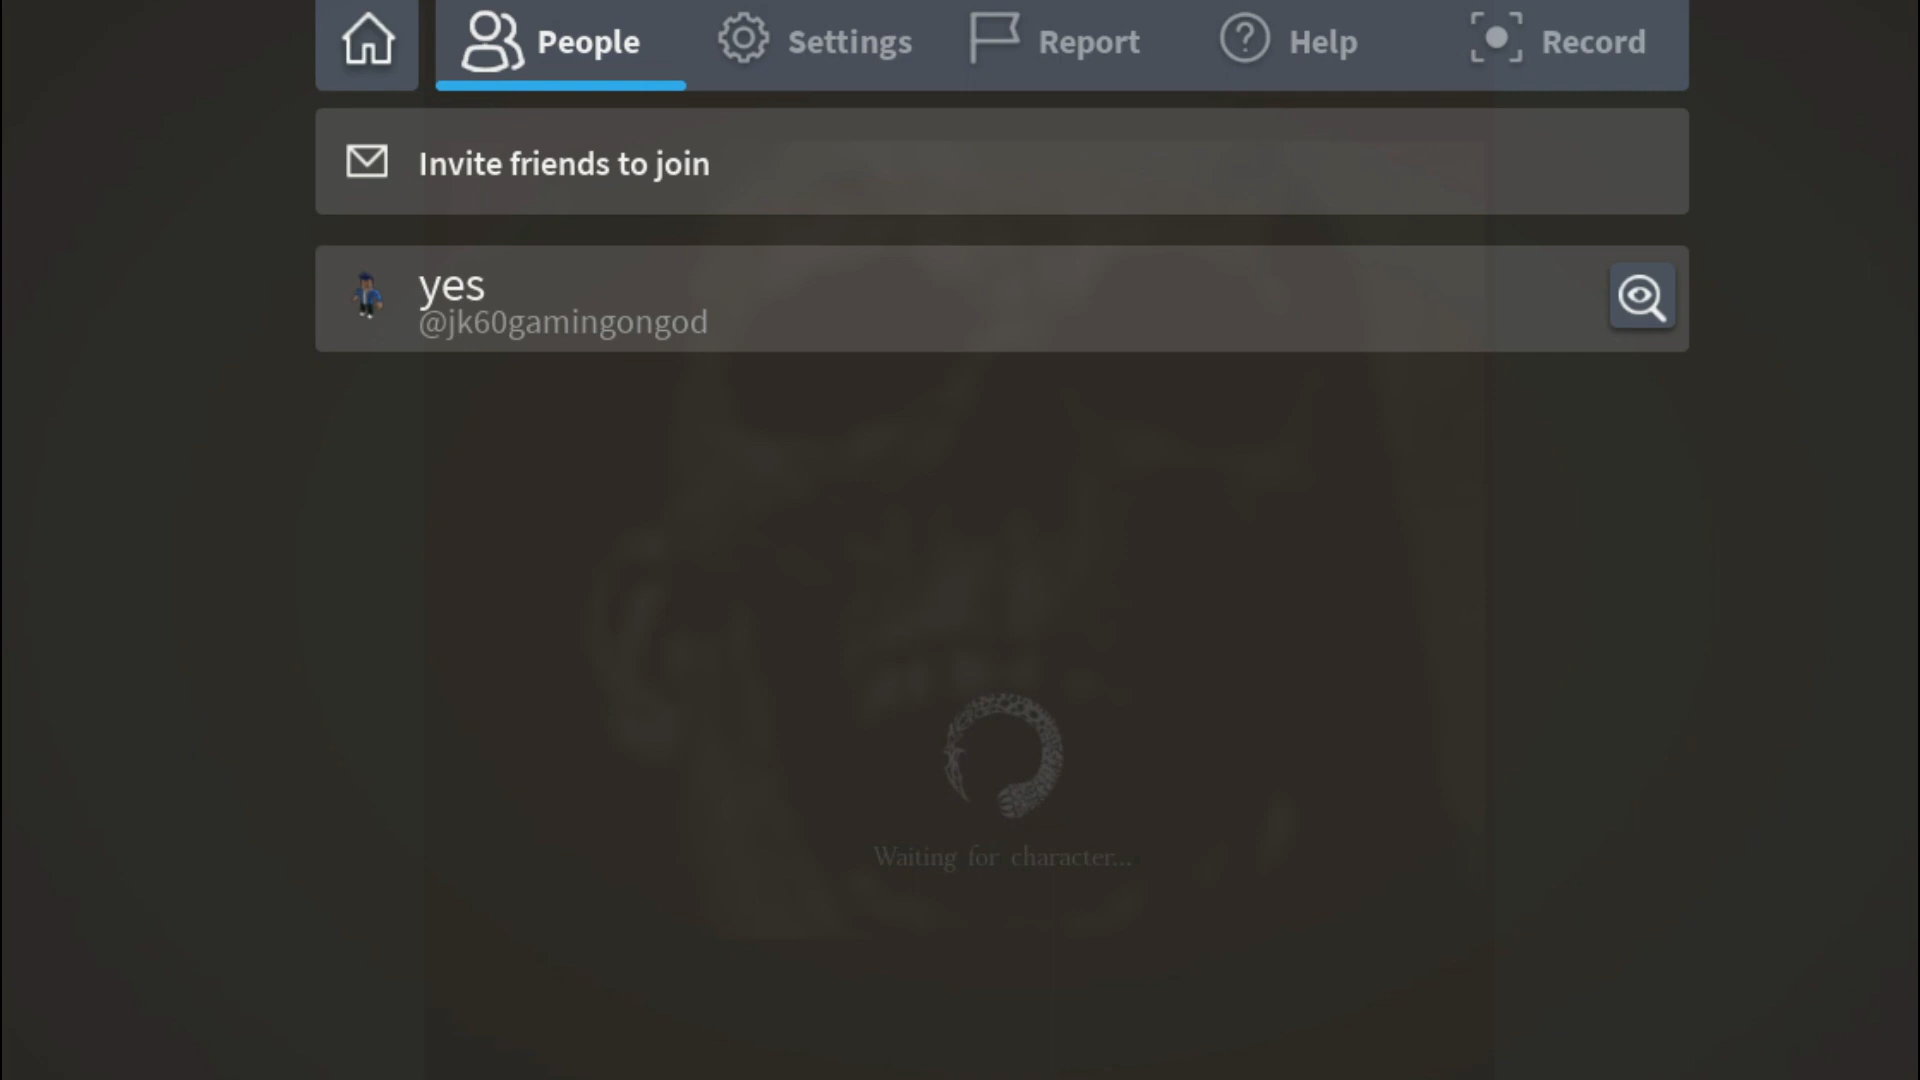 People Settings Report Help Record
Invite friends to join
yes
@jk60gamingongod
Waiting for character...